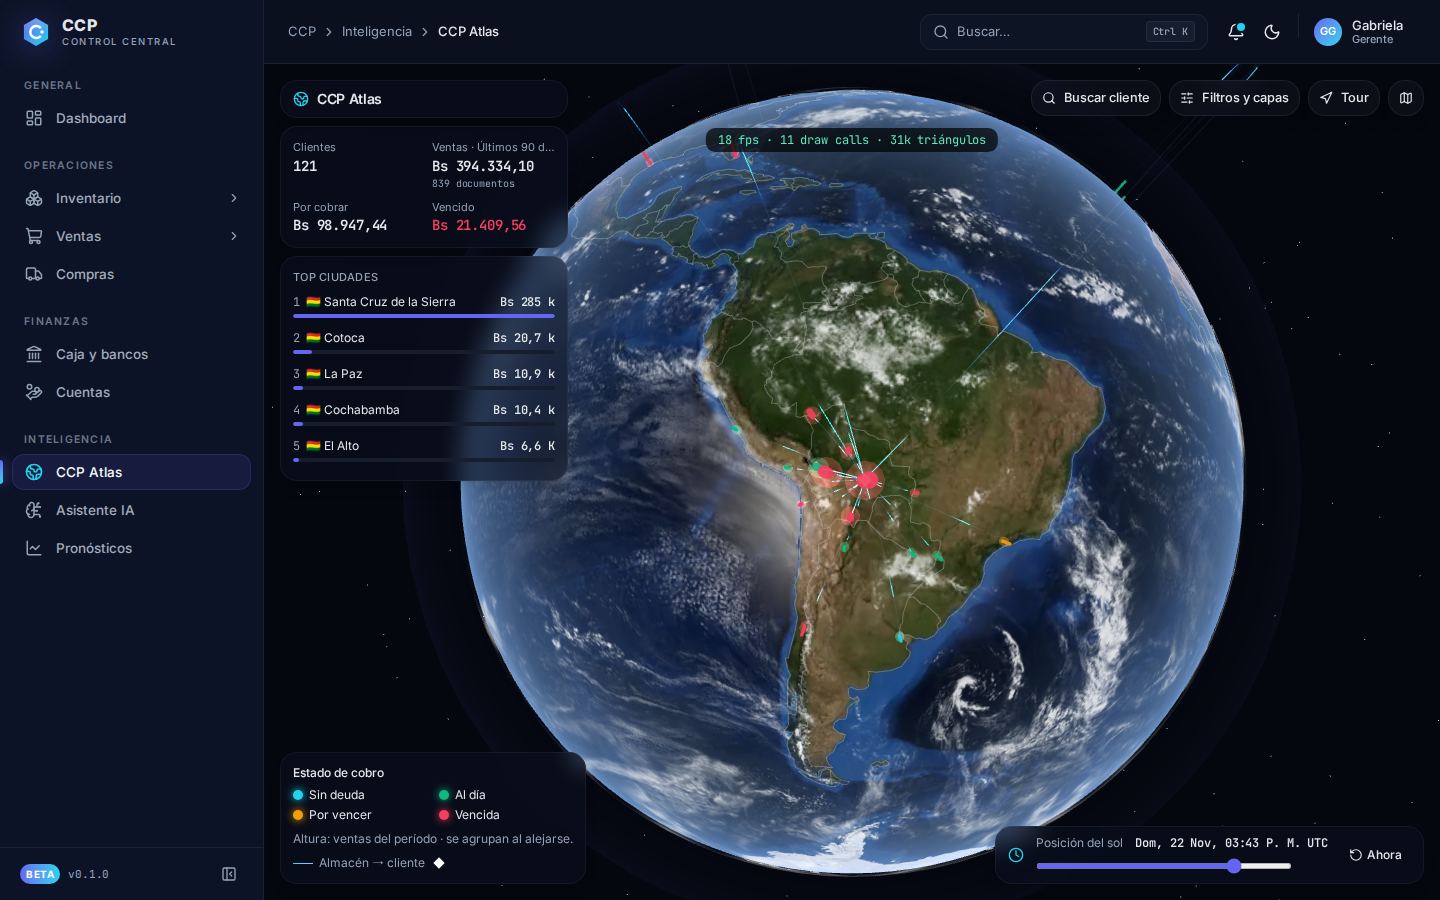 CCP
CONTROL CENTRAL
GENERAL
Dashboard
OPERACIONES
Inventario
Ventas
Compras
FINANZAS
Caja y bancos
Cuentas
INTELIGENCIA
CCP Atlas
Asistente IA
Pronósticos
BETA v0.1.0
CCP > Inteligencia > CCP Atlas
Buscar... Ctrl K
GG
Gabriela
Gerente
CCP Atlas
Buscar cliente
Filtros y capas
Tour
18 fps · 11 draw calls · 31k triángulos
Clientes
121
Ventas · Últimos 90 d...
Bs 394.334,10
839 documentos
Por cobrar
Bs 98.947,44
Vencido
Bs 21.409,56
TOP CIUDADES
1 Santa Cruz de la Sierra Bs 285 k
2 Cotoca Bs 20,7 k
3 La Paz Bs 10,9 k
4 Cochabamba Bs 10,4 k
5 El Alto Bs 6,6 K
Estado de cobro
Sin deuda Al día
Por vencer Vencida
Altura: ventas del período · se agrupan al alejarse.
Almacén → cliente
Posición del sol Dom, 22 Nov, 03:43 P. M. UTC
Ahora